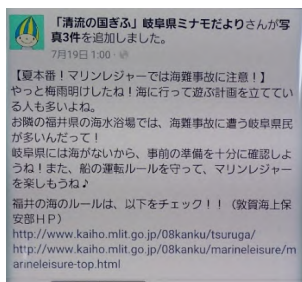 「清流の国ぎふ」岐阜県ミナモだよりさんが写
真3件を追加しました。
7月19日 1:00
【夏本番！マリンレジャーでは海難事故に注意！】
やっと梅雨明けしたね！海に行って遊ぶ計画を立ててい
る人も多いよね。
お隣の福井県の海水浴場では、海難事故に遭う岐阜県民
が多いんだって！
岐阜県には海がないから、事前の準備を十分に確認しよ
うね！また、船の運転ルールを守って、マリンレジャー
を楽しもうね♪
福井の海のルールは、以下をチェック！！（敦賀海上保
安部ＨＰ）
http://www.kaiho.mlit.go.jp/08kanku/tsuruga/
http://www.kaiho.mlit.go.jp/08kanku/marineleisure/m
arineleisure-top.html